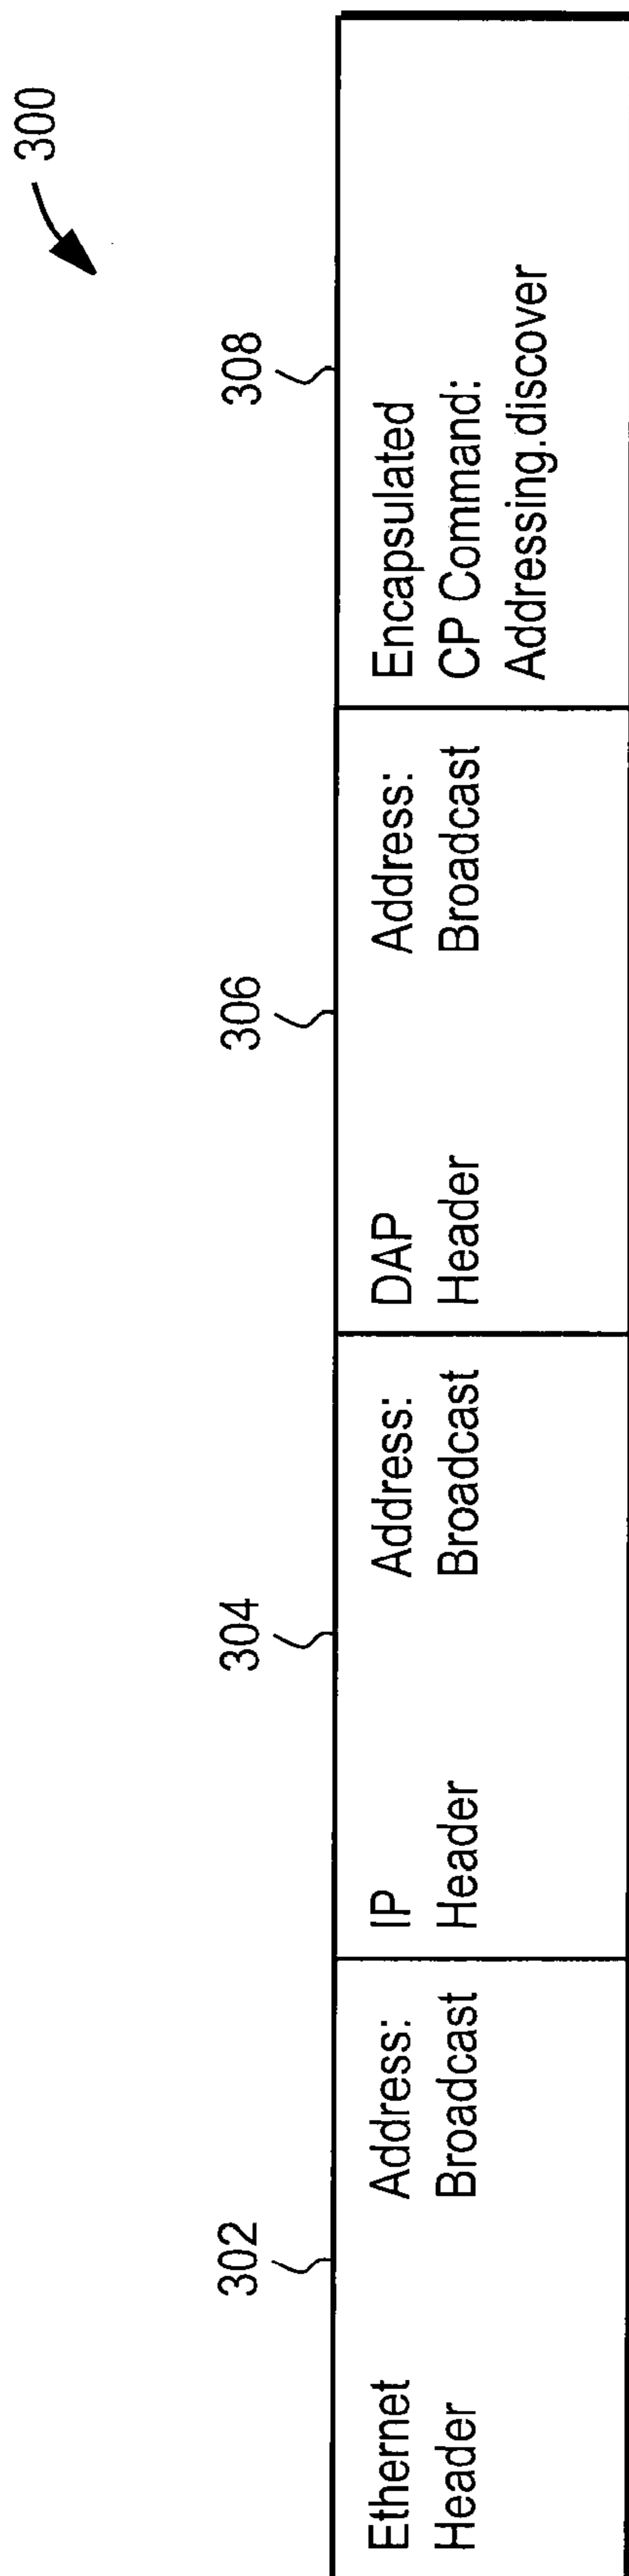 300
302
304
306
308
Ethernet
Header
Address:
Broadcast
IP
Header
Address:
Broadcast
DAP
Header
Address:
Broadcast
Encapsulated
CP Command:
Addressing.discover